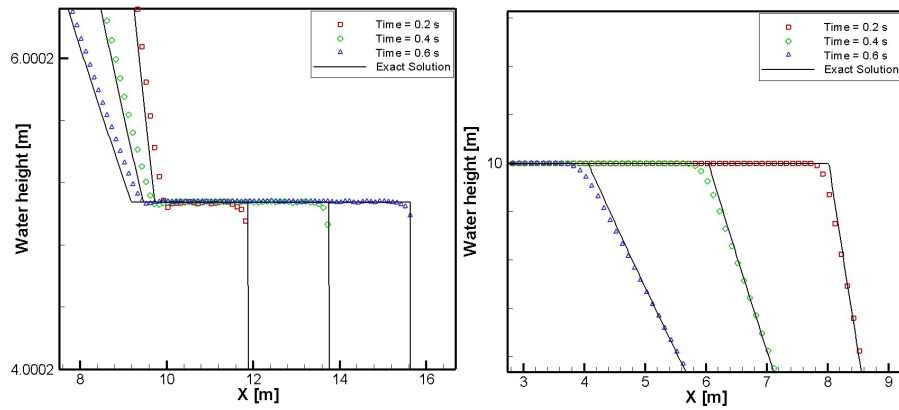 Time = 0.2 s
Time = 0.4 s
Time = 0.6 s
Exact Solution
Water height [m]
6.0002
4.0002
8
10
12
14
16
X [m]
Time = 0.2 s
Time = 0.4 s
Time = 0.6 s
Exact Solution
Water height [m]
10
3
4
5
6
7
8
9
X [m]